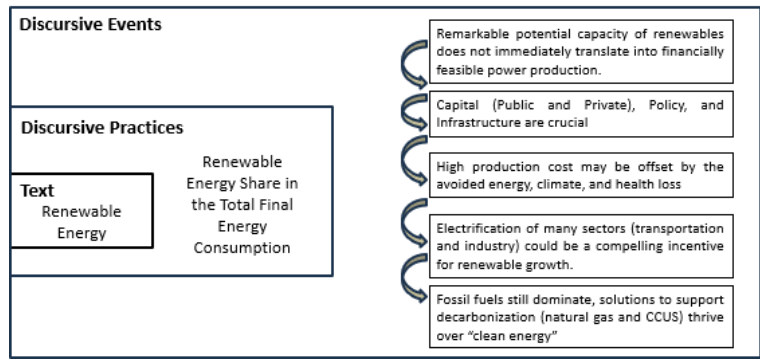 Discursive Events
Discursive Practices
Text
Renewable
Energy
Renewable
Energy Share in
the Total Final
Energy
Consumption
Remarkable potential capacity of renewables
does not immediately translate into financially
feasible power production.
Capital (Public and Private), Policy, and
Infrastructure are crucial
High production cost may be offset by the
avoided energy, climate, and health loss
Electrification of many sectors (transportation
and industry) could be a compelling incentive
for renewable growth.
Fossil fuels still dominate, solutions to support
decarbonization (natural gas and CCUS) thrive
over “clean energy”